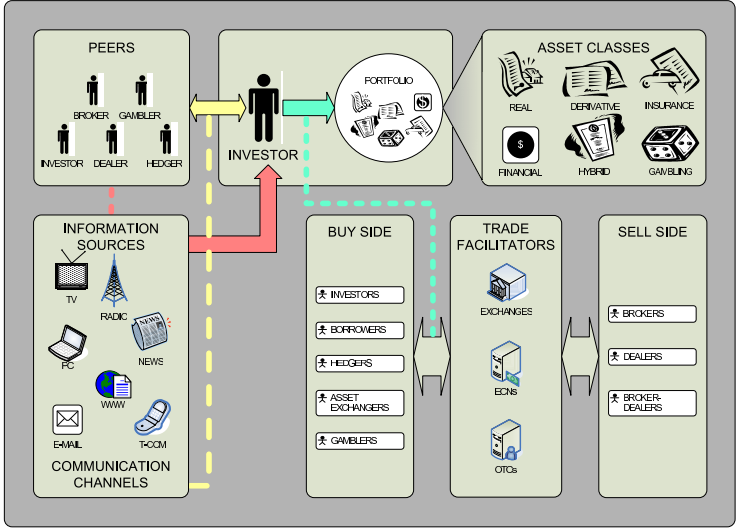 PEERS
BROKER GAMBLER
INVESTOR DEALER HEDGER
INVESTOR
PORTFOLIO
$
ASSET CLASSES
REAL DERIVATIVE INSURANCE
$
FINANCIAL HYBRID GAMBLING
INFORMATION
SOURCES
TV
RADIC
NEWS
PC
NEWS
WWW
E-MAIL T-COM
COMMUNICATION
CHANNELS
BUY SIDE
INVESTORS
BORROWERS
HEDGERS
ASSET
EXCHANGERS
GAMBLERS
TRADE
FACILITATORS
EXCHANGES
ECNs
OTCs
SELL SIDE
BROKERS
DEALERS
BROKER-
DEALERS